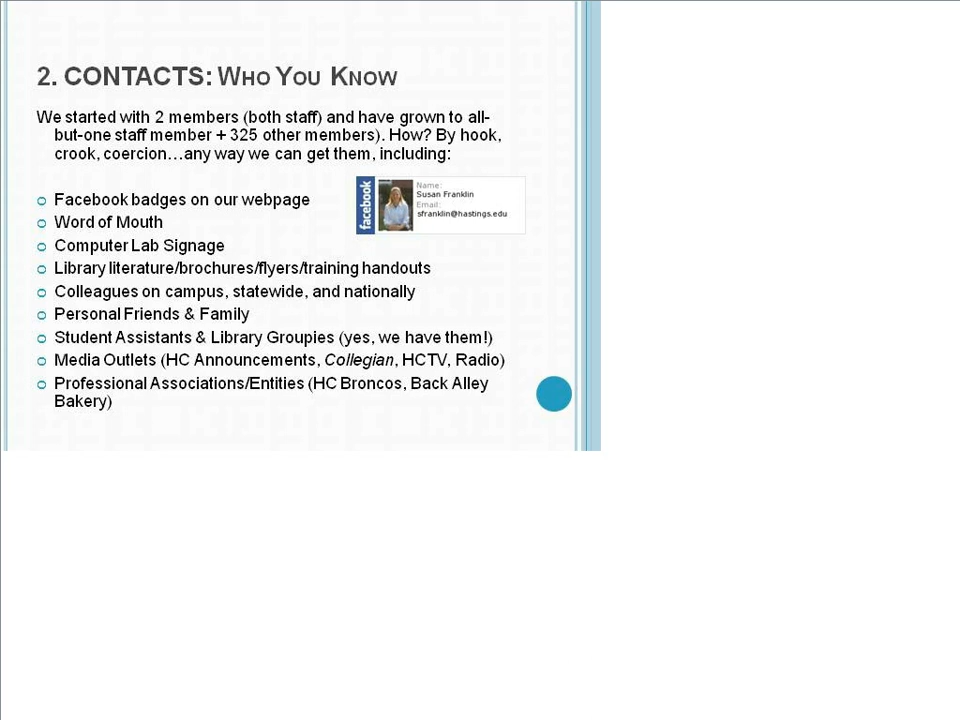 2. CONTACTS: WHO YOU KNOW
We started with 2 members (both staff) and have grown to all-
but-one staff member + 325 other members). How? By hook,
crook, coercion…any way we can get them, including:
Facebook badges on our webpage
facebook
Name:
Susan Franklin
Email:
sfranklin@hastings.edu
Word of Mouth
Computer Lab Signage
Library literature/brochures/flyers/training handouts
Colleagues on campus, statewide, and nationally
Personal Friends & Family
Student Assistants & Library Groupies (yes, we have them!)
Media Outlets (HC Announcements, Collegian, HCTV, Radio)
Professional Associations/Entities (HC Broncos, Back Alley
Bakery)